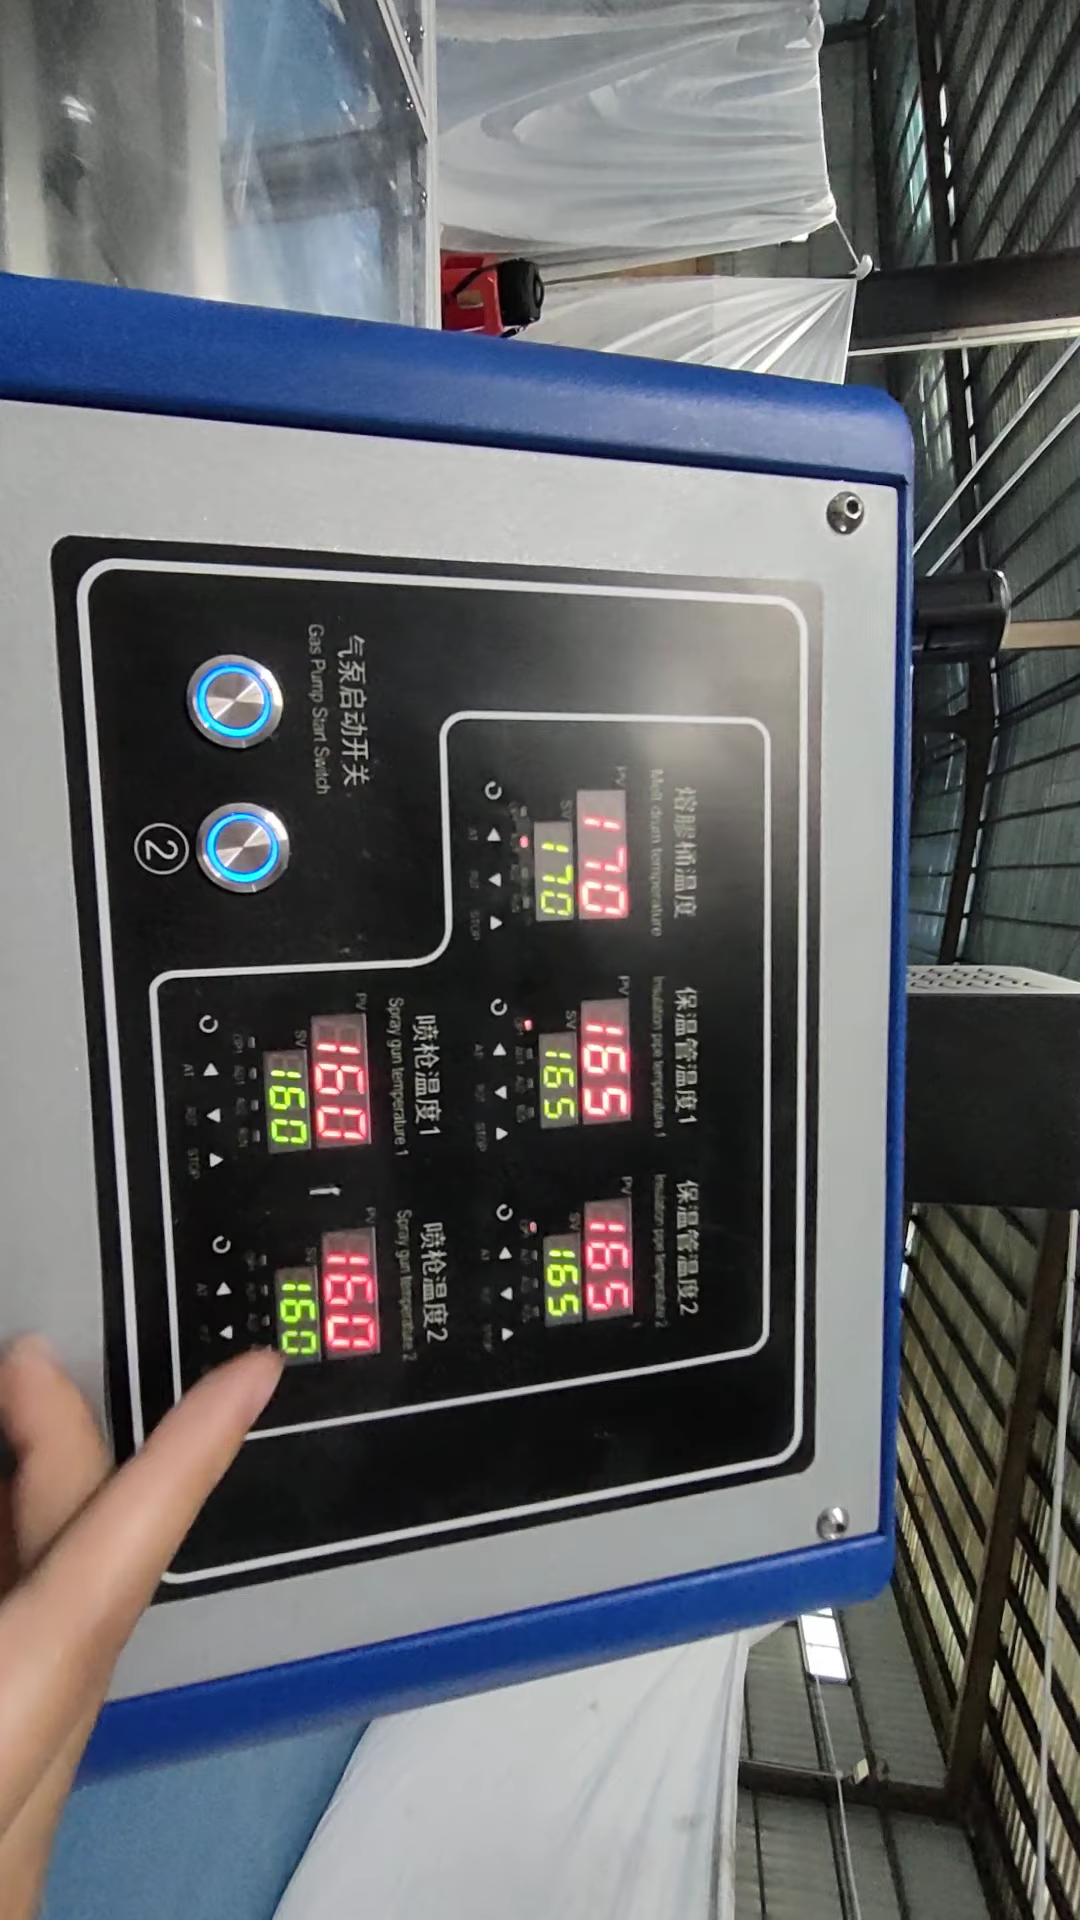 熔胶桶温度
Melt drum temperature
PV
170
SV
170
AT
STOP
保温管温度1
Insulation pipe temperature 1
PV
165
SV
165
AT
STOP
保温管温度2
Insulation pipe temperature 2
PV
165
SV
165
AT
气泵启动开关
Gas Pump Start Switch
②
喷枪温度1
Spray gun temperature 1
PV
160
SV
160
AT
STOP
喷枪温度2
Spray gun temperature 2
PV
160
SV
160
AT